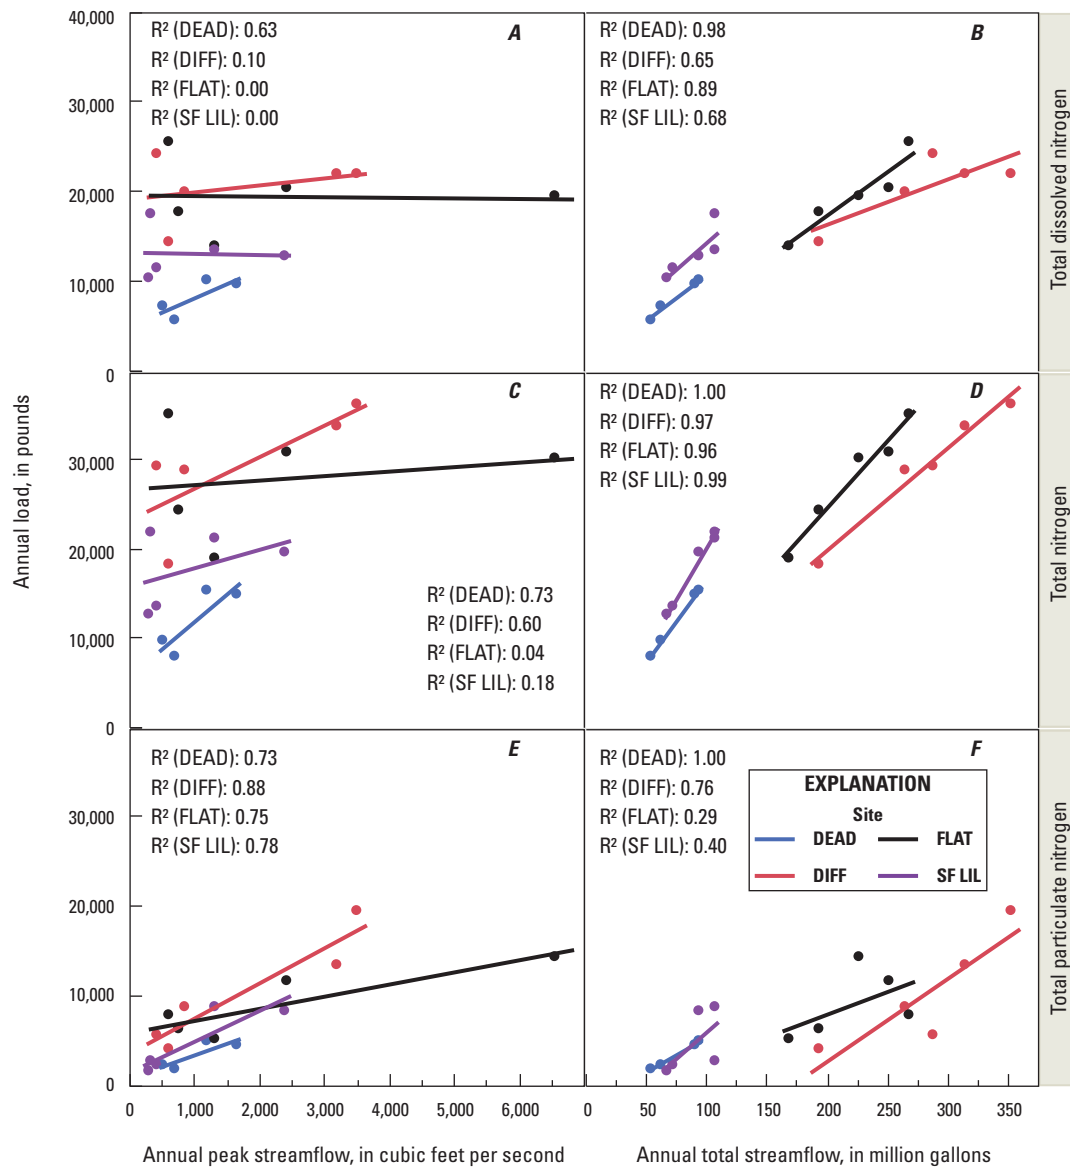 40,000
30,000
20,000
10,000
0
30,000
20,000
10,000
0
30,000
20,000
10,000
0
Annual load, in pounds
A
R² (DEAD): 0.63
R² (DIFF): 0.10
R² (FLAT): 0.00
R² (SF LIL): 0.00
B
R² (DEAD): 0.98
R² (DIFF): 0.65
R² (FLAT): 0.89
R² (SF LIL): 0.68
Total dissolved nitrogen
C
R² (DEAD): 0.73
R² (DIFF): 0.60
R² (FLAT): 0.04
R² (SF LIL): 0.18
D
R² (DEAD): 1.00
R² (DIFF): 0.97
R² (FLAT): 0.96
R² (SF LIL): 0.99
Total nitrogen
E
R² (DEAD): 0.73
R² (DIFF): 0.88
R² (FLAT): 0.75
R² (SF LIL): 0.78
F
R² (DEAD): 1.00
R² (DIFF): 0.76
R² (FLAT): 0.29
R² (SF LIL): 0.40
EXPLANATION
Site
DEAD FLAT
DIFF SF LIL
Total particulate nitrogen
0 1,000 2,000 3,000 4,000 5,000 6,000
0 50 100 150 200 250 300 350
Annual peak streamflow, in cubic feet per second
Annual total streamflow, in million gallons